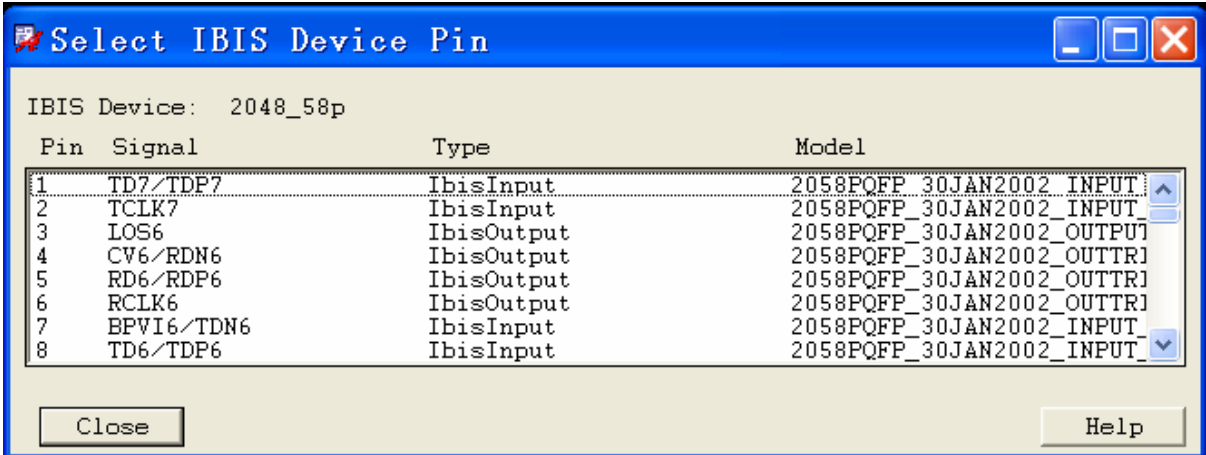 Select IBIS Device Pin
IBIS Device: 2048_58p
Pin Signal Type Model
1 TD7/TDP7 IbisInput 2058PQFP_30JAN2002_INPUT
2 TCLK7 IbisInput 2058PQFP_30JAN2002_INPUT_
3 LOS6 IbisOutput 2058PQFP_30JAN2002_OUTPUT
4 CV6/RDN6 IbisOutput 2058PQFP_30JAN2002_OUTTRI
5 RD6/RDP6 IbisOutput 2058PQFP_30JAN2002_OUTTRI
6 RCLK6 IbisOutput 2058PQFP_30JAN2002_OUTTRI
7 BPVI6/TDN6 IbisInput 2058PQFP_30JAN2002_INPUT_
8 TD6/TDP6 IbisInput 2058PQFP_30JAN2002_INPUT_
Close Help